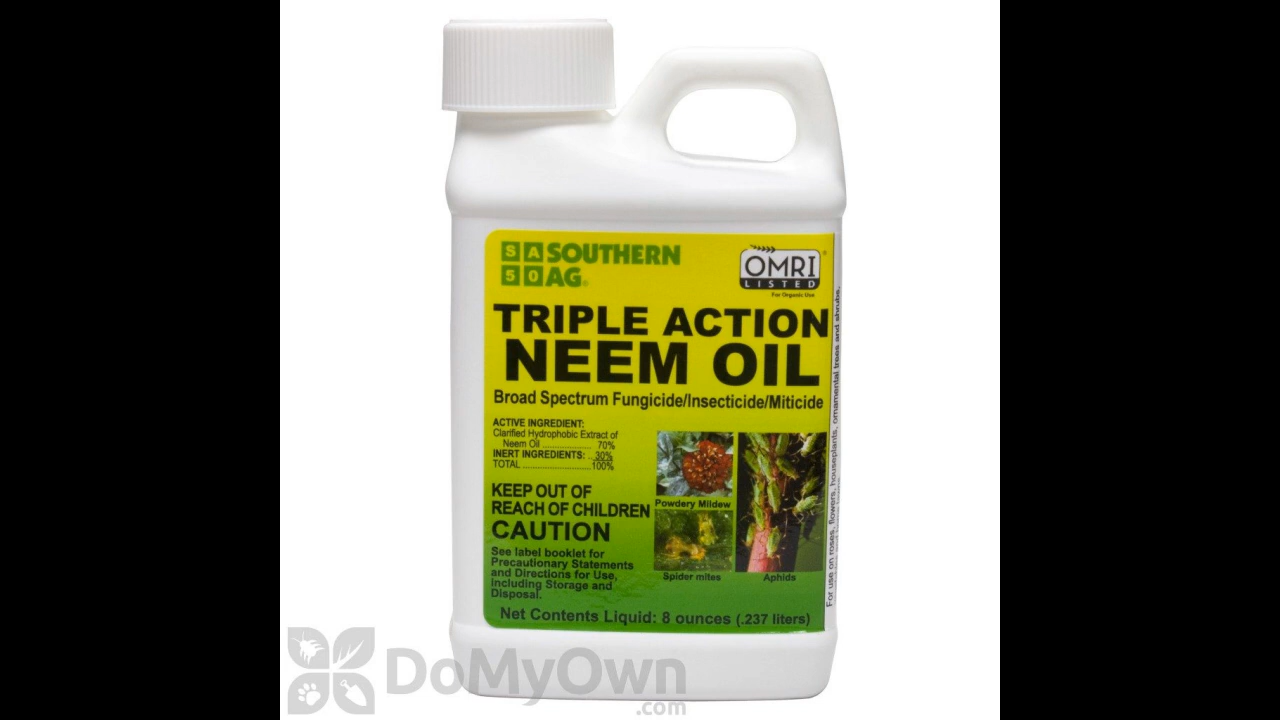 SA SOUTHERN
50 AG®
OMRI®
LISTED
For Organic Use
TRIPLE ACTION
NEEM OIL
Broad Spectrum Fungicide/Insecticide/Miticide
ACTIVE INGREDIENT:
Clarified Hydrophobic Extract of
Neem Oil .................. 70%
INERT INGREDIENTS: ..30%
TOTAL .........................100%
KEEP OUT OF
REACH OF CHILDREN
CAUTION
See label booklet for
Precautionary Statements
and Directions for Use,
including Storage and
Disposal.
Powdery Mildew
Spider mites
Aphids
Net Contents Liquid: 8 ounces (.237 liters)
For use on roses, flowers, houseplants, ornamental trees and shrubs,
DoMyOwn
.com